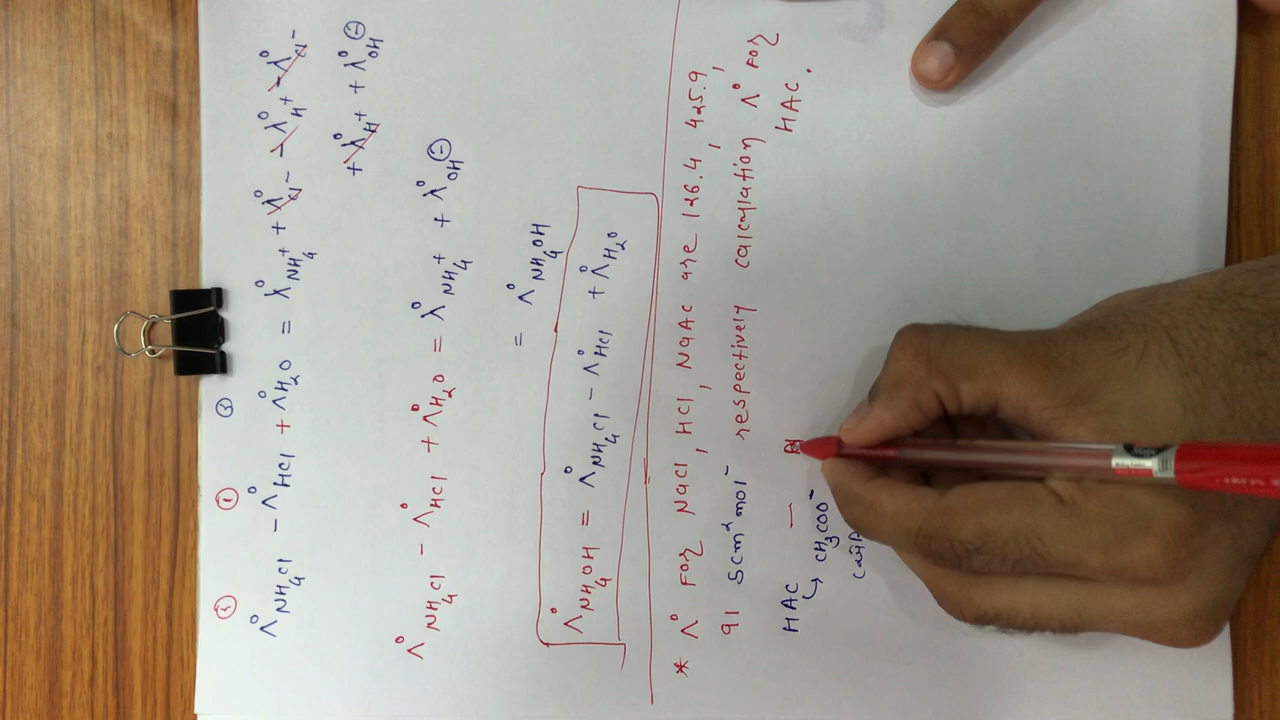 ① ② ③
Λ°NH₄Cl - Λ°HCl + Λ°H₂O = λ°NH₄⁺ + λ°Cl⁻ - λ°H⁺ - λ°Cl⁻
+ λ°H⁺ + λ°OH⊖
Λ°NH₄Cl - Λ°HCl + Λ°H₂O = λ°NH₄⁺ + λ°OH⊖
= Λ°NH₄OH
Λ°NH₄OH = Λ°NH₄Cl - Λ°HCl + Λ°H₂O
* Λ° FOR NaCl, HCl, NaAC are 126.4, 425.9,
91 Scm²mol⁻ respectively calculation Λ° FOR
HAC.
HAC —
↳ CH₃COO⁻